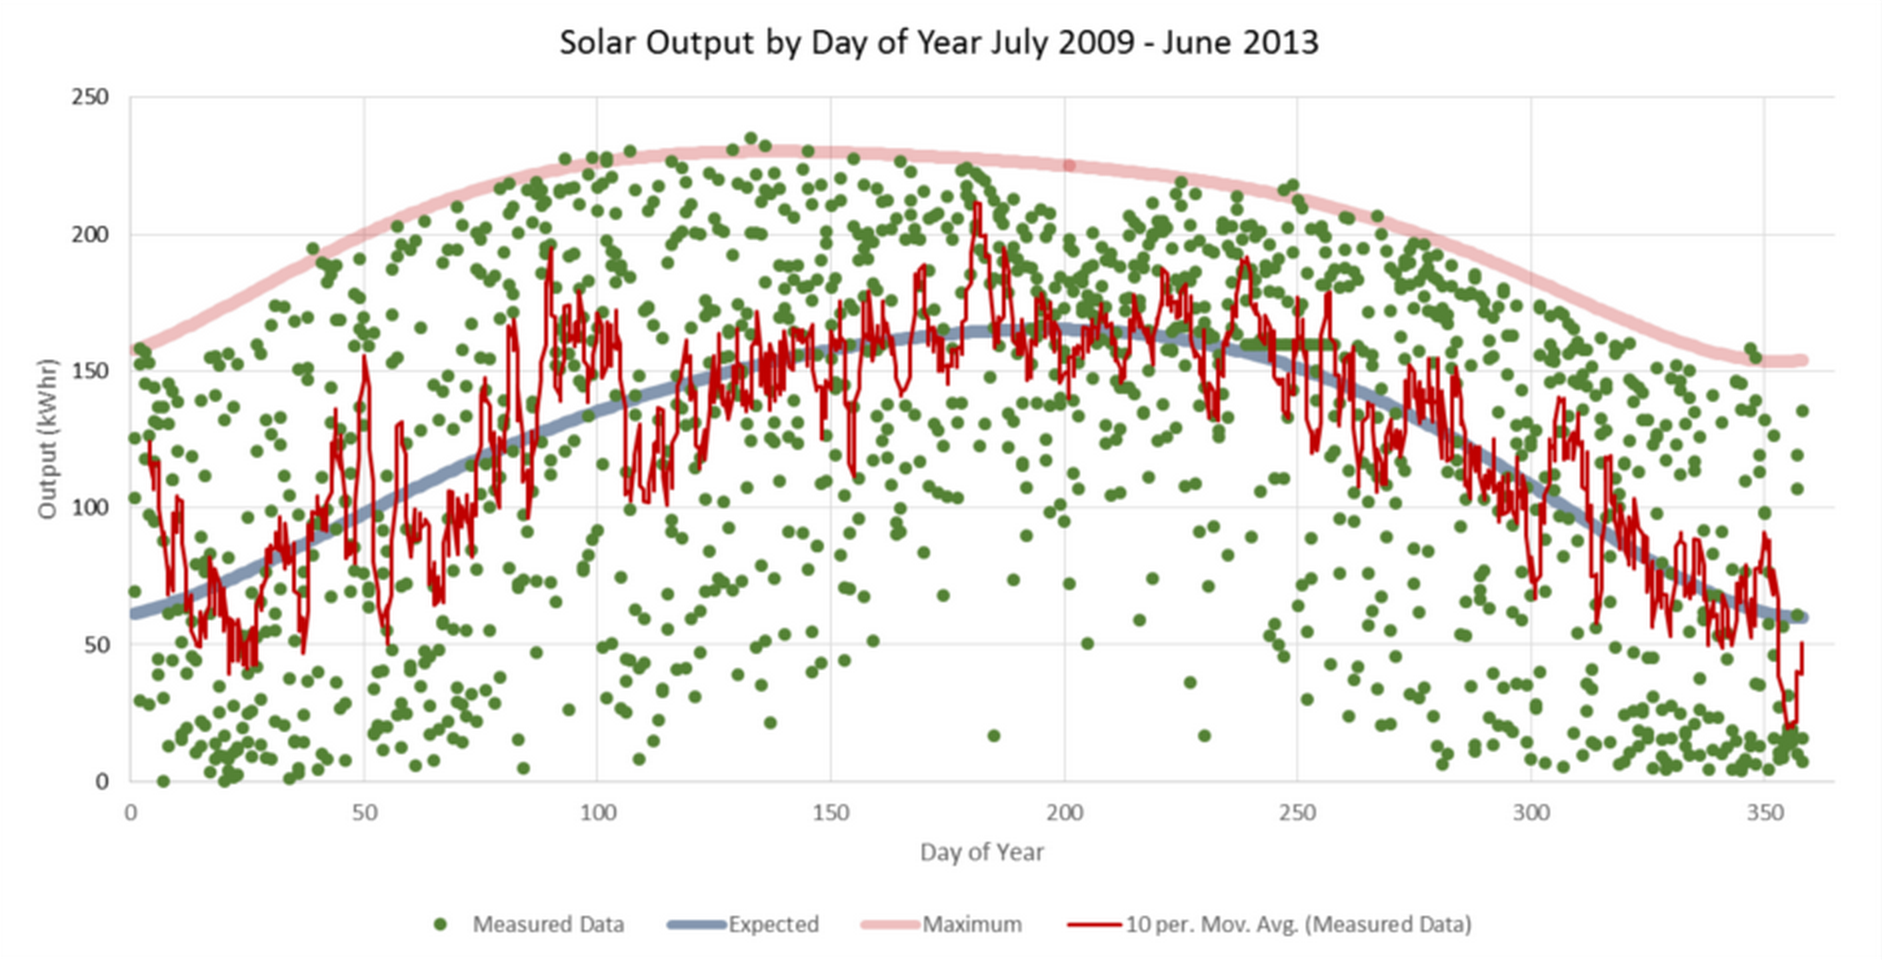 Solar Output by Day of Year July 2009 - June 2013
250
200
150
100
50
0
Output (kWhr)
0 50 100 150 200 250 300 350
Day of Year
Measured Data Expected Maximum 10 per. Mov. Avg. (Measured Data)